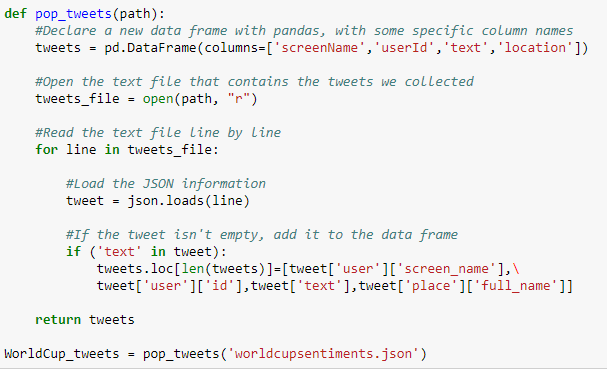 def pop_tweets(path):
    #Declare a new data frame with pandas, with some specific column names
    tweets = pd.DataFrame(columns=['screenName','userId','text','location'])
    #Open the text file that contains the tweets we collected
    tweets_file = open(path, "r")
    #Read the text file line by line
    for line in tweets_file:
        #Load the JSON information
        tweet = json.loads(line)
        #If the tweet isn't empty, add it to the data frame
        if ('text' in tweet):
            tweets.loc[len(tweets)]=[tweet['user']['screen_name'],\
            tweet['user']['id'],tweet['text'],tweet['place']['full_name']]
    return tweets
WorldCup_tweets = pop_tweets('worldcupsentiments.json')